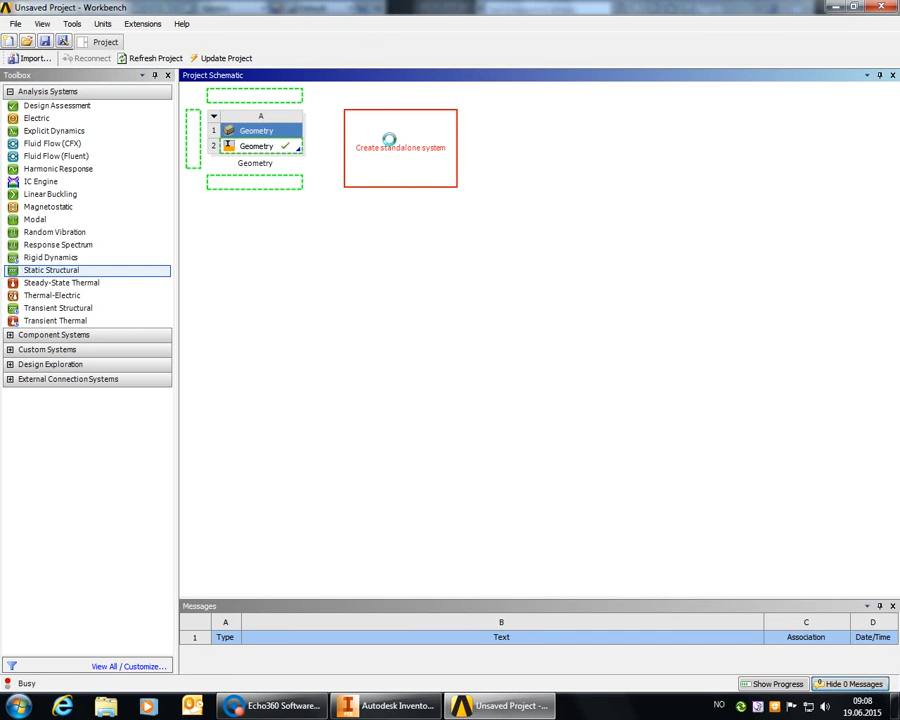 Unsaved Project - Workbench
File View Tools Units Extensions Help
Project
Import... Reconnect Refresh Project Update Project
Toolbox
Project Schematic
Analysis Systems
Design Assessment
Electric
Explicit Dynamics
Fluid Flow (CFX)
Fluid Flow (Fluent)
Harmonic Response
IC Engine
Linear Buckling
Magnetostatic
Modal
Random Vibration
Response Spectrum
Rigid Dynamics
Static Structural
Steady-State Thermal
Thermal-Electric
Transient Structural
Transient Thermal
Component Systems
Custom Systems
Design Exploration
External Connection Systems
View All / Customize...
A
1 Geometry
2 Geometry
Geometry
Create standalone system
Messages
A B C D
1 Type Text Association Date/Time
Busy
Show Progress Hide 0 Messages
Echo360 Software...
Autodesk Invento...
Unsaved Project -...
NO
09:08
19.06.2015